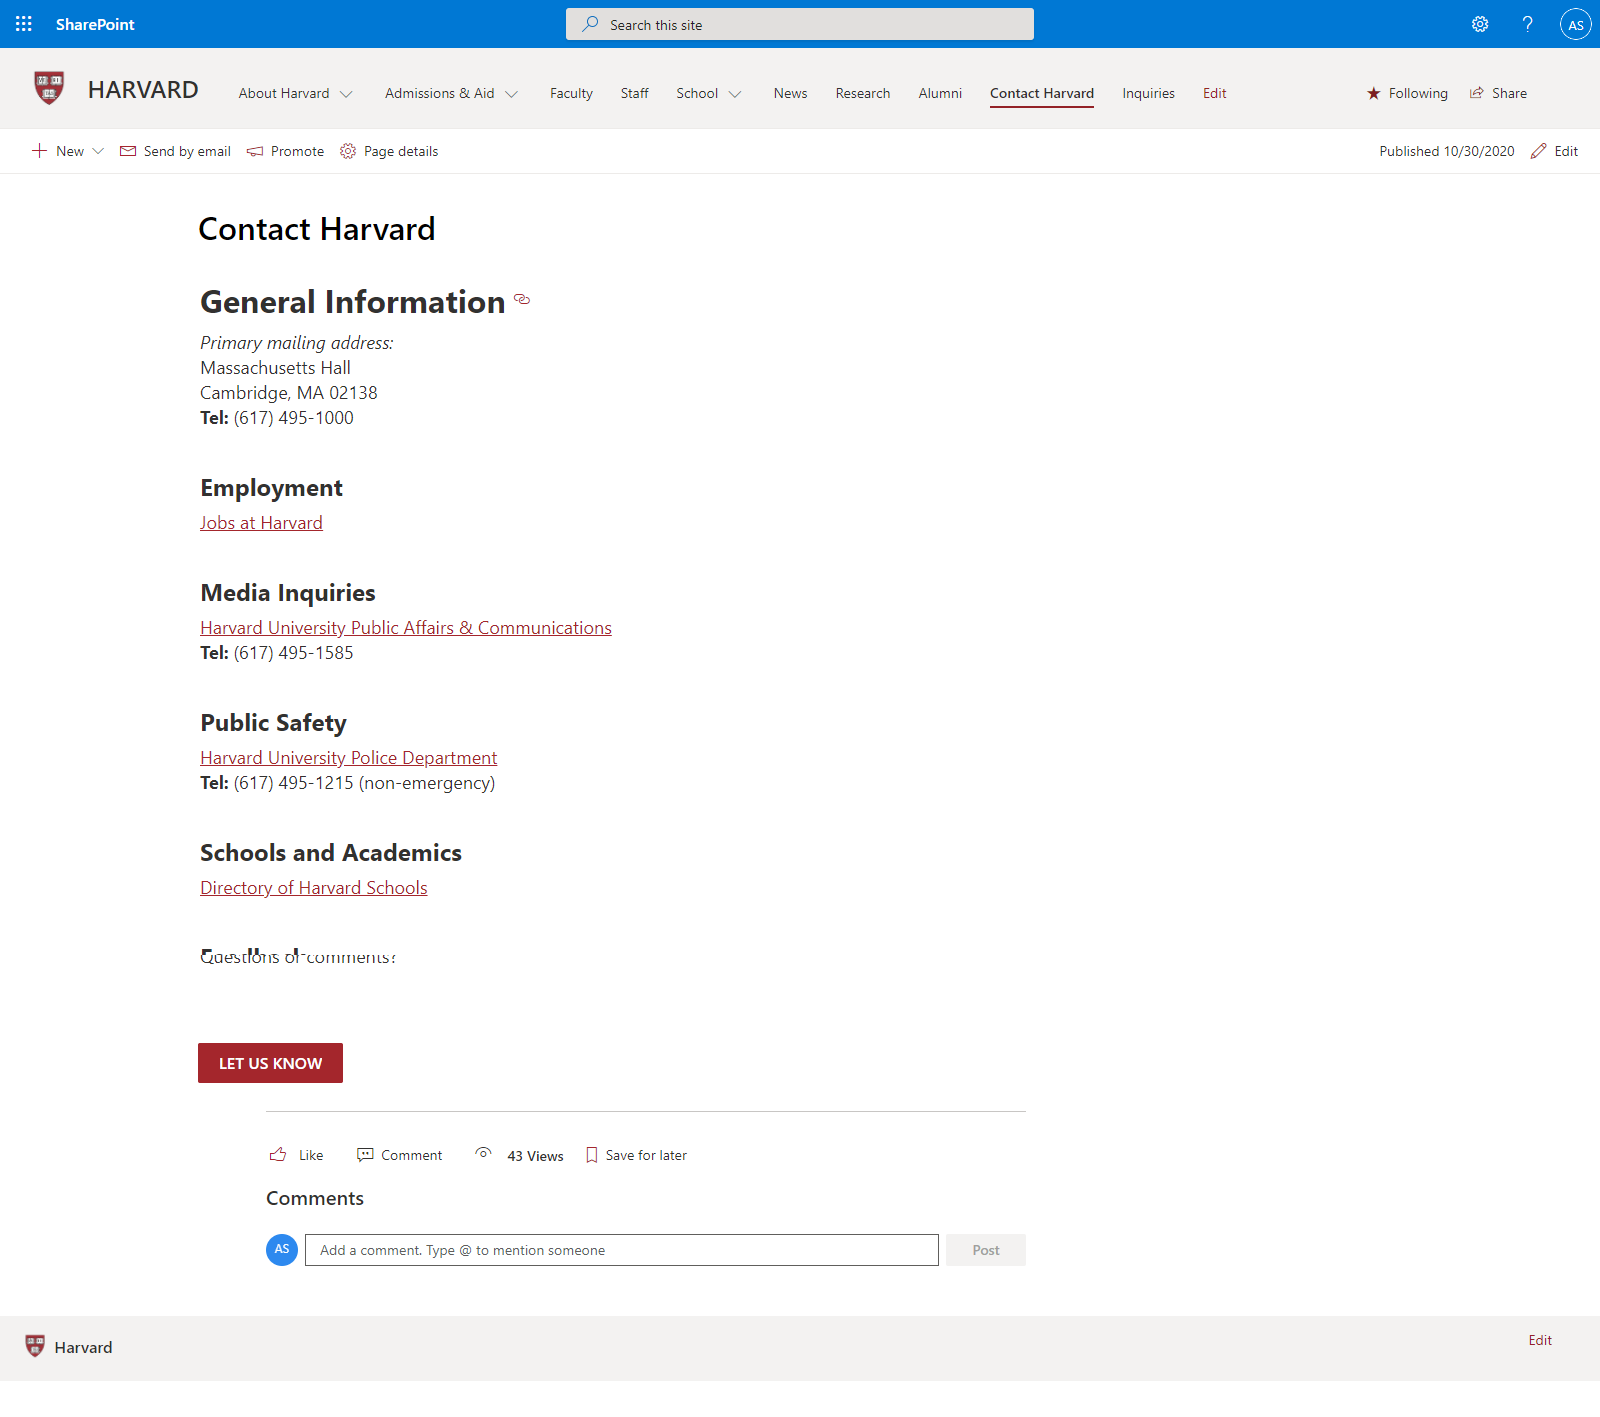 SharePoint
Search this site
AS
HARVARD
About Harvard
Admissions & Aid
Faculty
Staff
School
News
Research
Alumni
Contact Harvard
Inquiries
Edit
Following
Share
New
Send by email
Promote
Page details
Published 10/30/2020
Edit
Contact Harvard
General Information
Primary mailing address:
Massachusetts Hall
Cambridge, MA 02138
Tel: (617) 495-1000
Employment
Jobs at Harvard
Media Inquiries
Harvard University Public Affairs & Communications
Tel: (617) 495-1585
Public Safety
Harvard University Police Department
Tel: (617) 495-1215 (non-emergency)
Schools and Academics
Directory of Harvard Schools
Questions or comments?
LET US KNOW
Like
Comment
43 Views
Save for later
Comments
AS
Add a comment. Type @ to mention someone
Post
Harvard
Edit